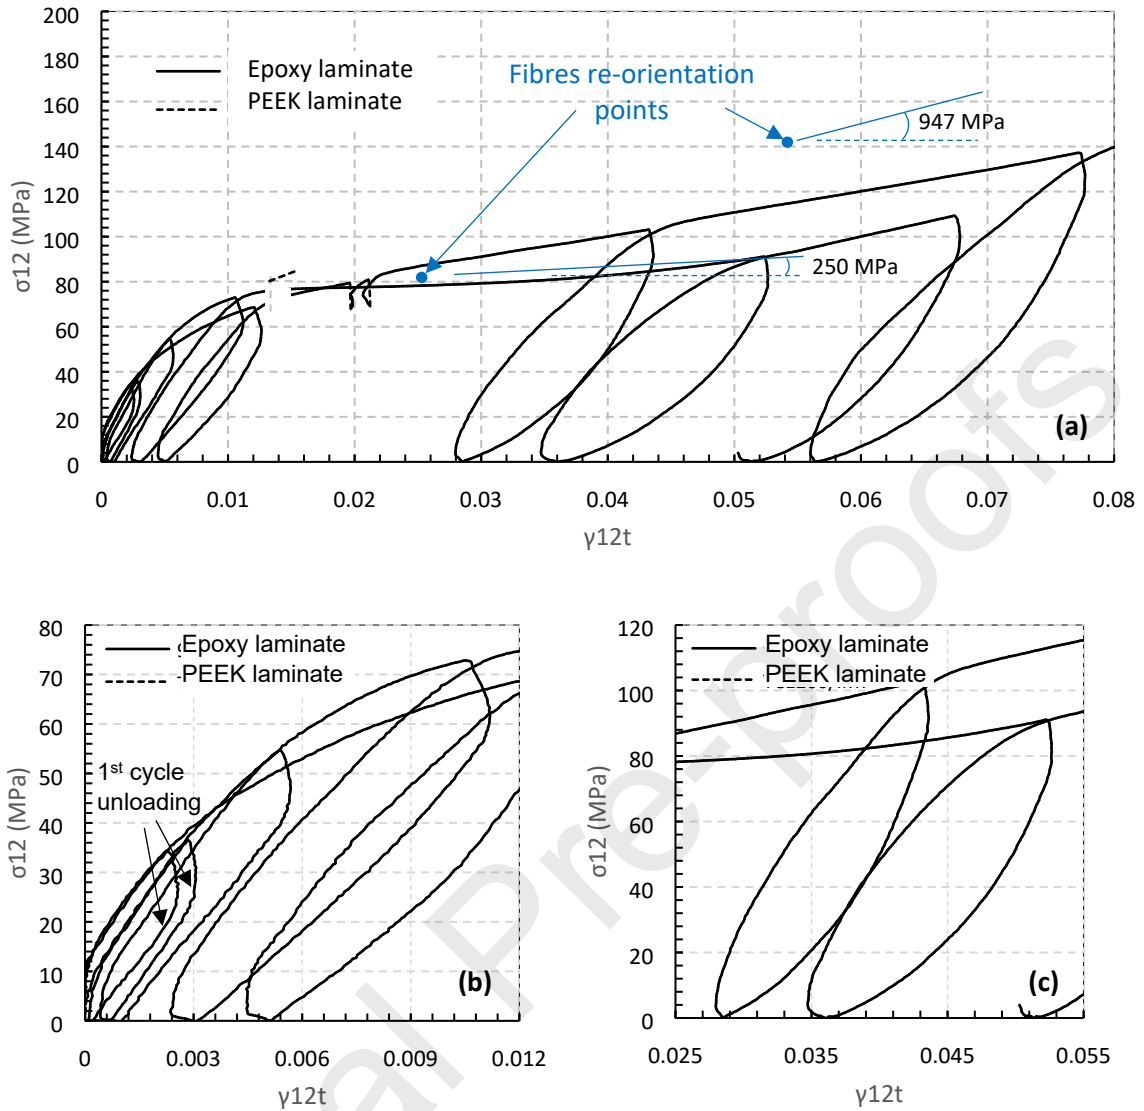 200
180
160
140
120
100
80
60
40
20
0
σ12 (MPa)
Epoxy laminate
PEEK laminate
Fibres re-orientation
points
947 MPa
250 MPa
(a)
0 0.01 0.02 0.03 0.04 0.05 0.06 0.07 0.08
γ12t
80
70
60
50
40
30
20
10
0
σ12 (MPa)
Epoxy laminate
PEEK laminate
1st cycle
unloading
(b)
0 0.003 0.006 0.009 0.012
γ12t
120
100
80
60
40
20
0
σ12 (MPa)
Epoxy laminate
PEEK laminate
(c)
0.025 0.035 0.045 0.055
γ12t
al Pre-proofs